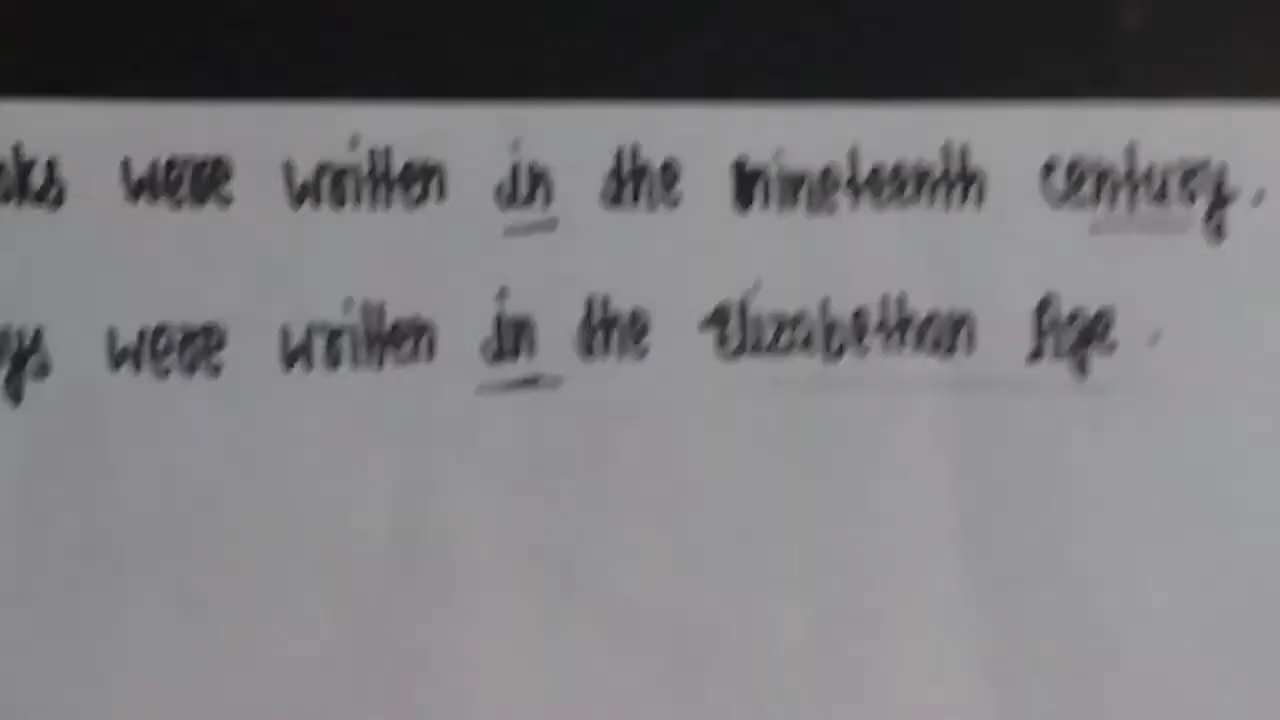 were written in the nineteenth century.
were written in the Elizabethan Age.